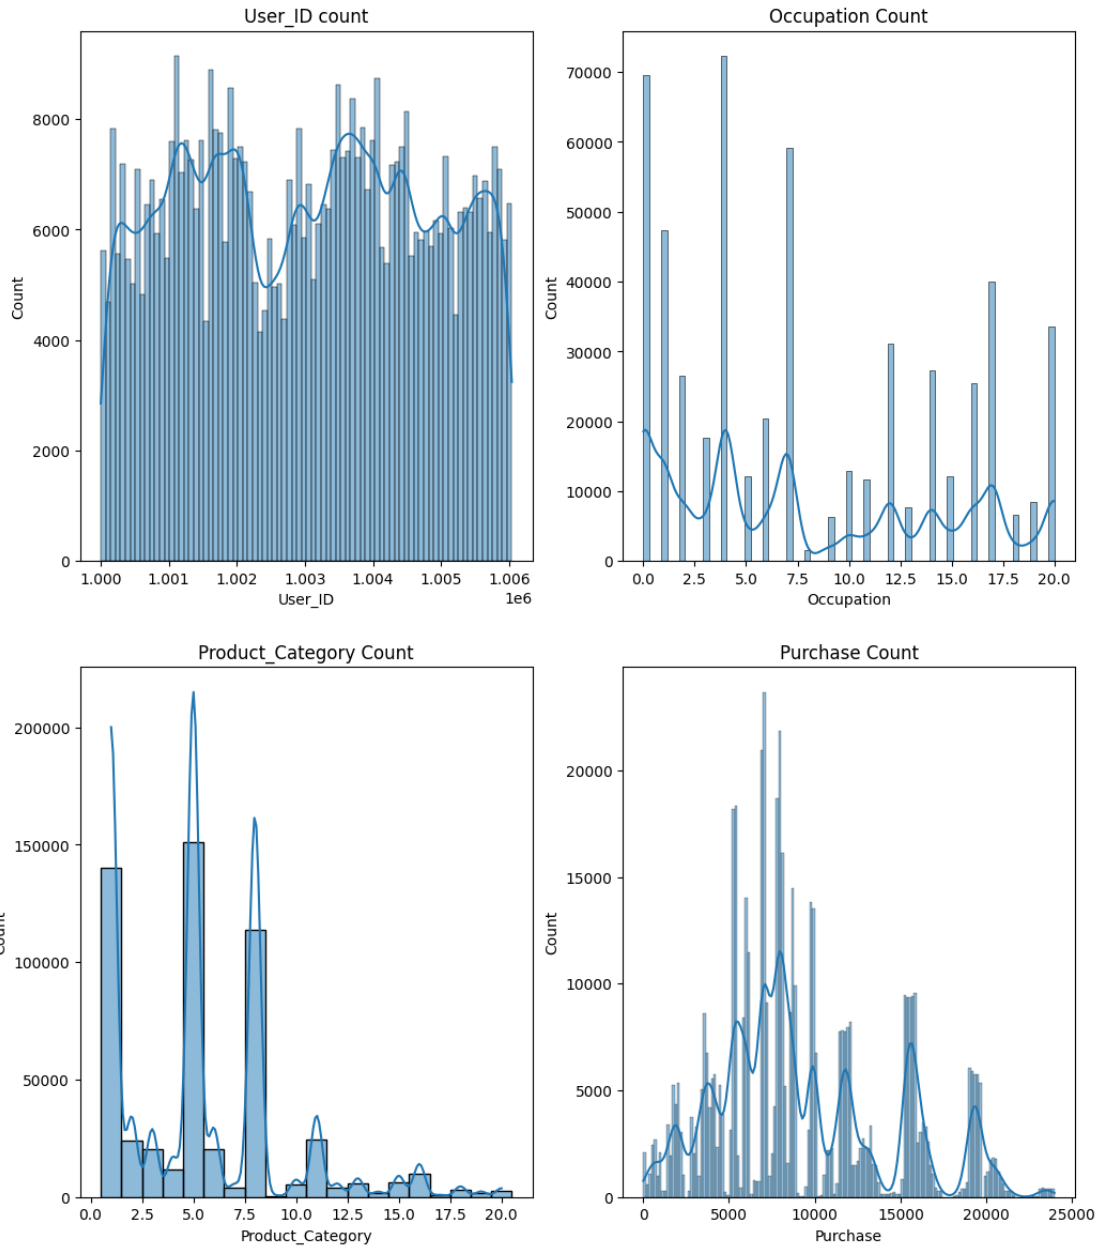 User_ID count
Count
8000
6000
4000
2000
0
1.000 1.001 1.002 1.003 1.004 1.005 1.006
1e6
User_ID
Occupation Count
Count
70000
60000
50000
40000
30000
20000
10000
0
0.0 2.5 5.0 7.5 10.0 12.5 15.0 17.5 20.0
Occupation
Product_Category Count
Count
200000
150000
100000
50000
0
0.0 2.5 5.0 7.5 10.0 12.5 15.0 17.5 20.0
Product_Category
Purchase Count
Count
20000
15000
10000
5000
0
0 5000 10000 15000 20000 25000
Purchase